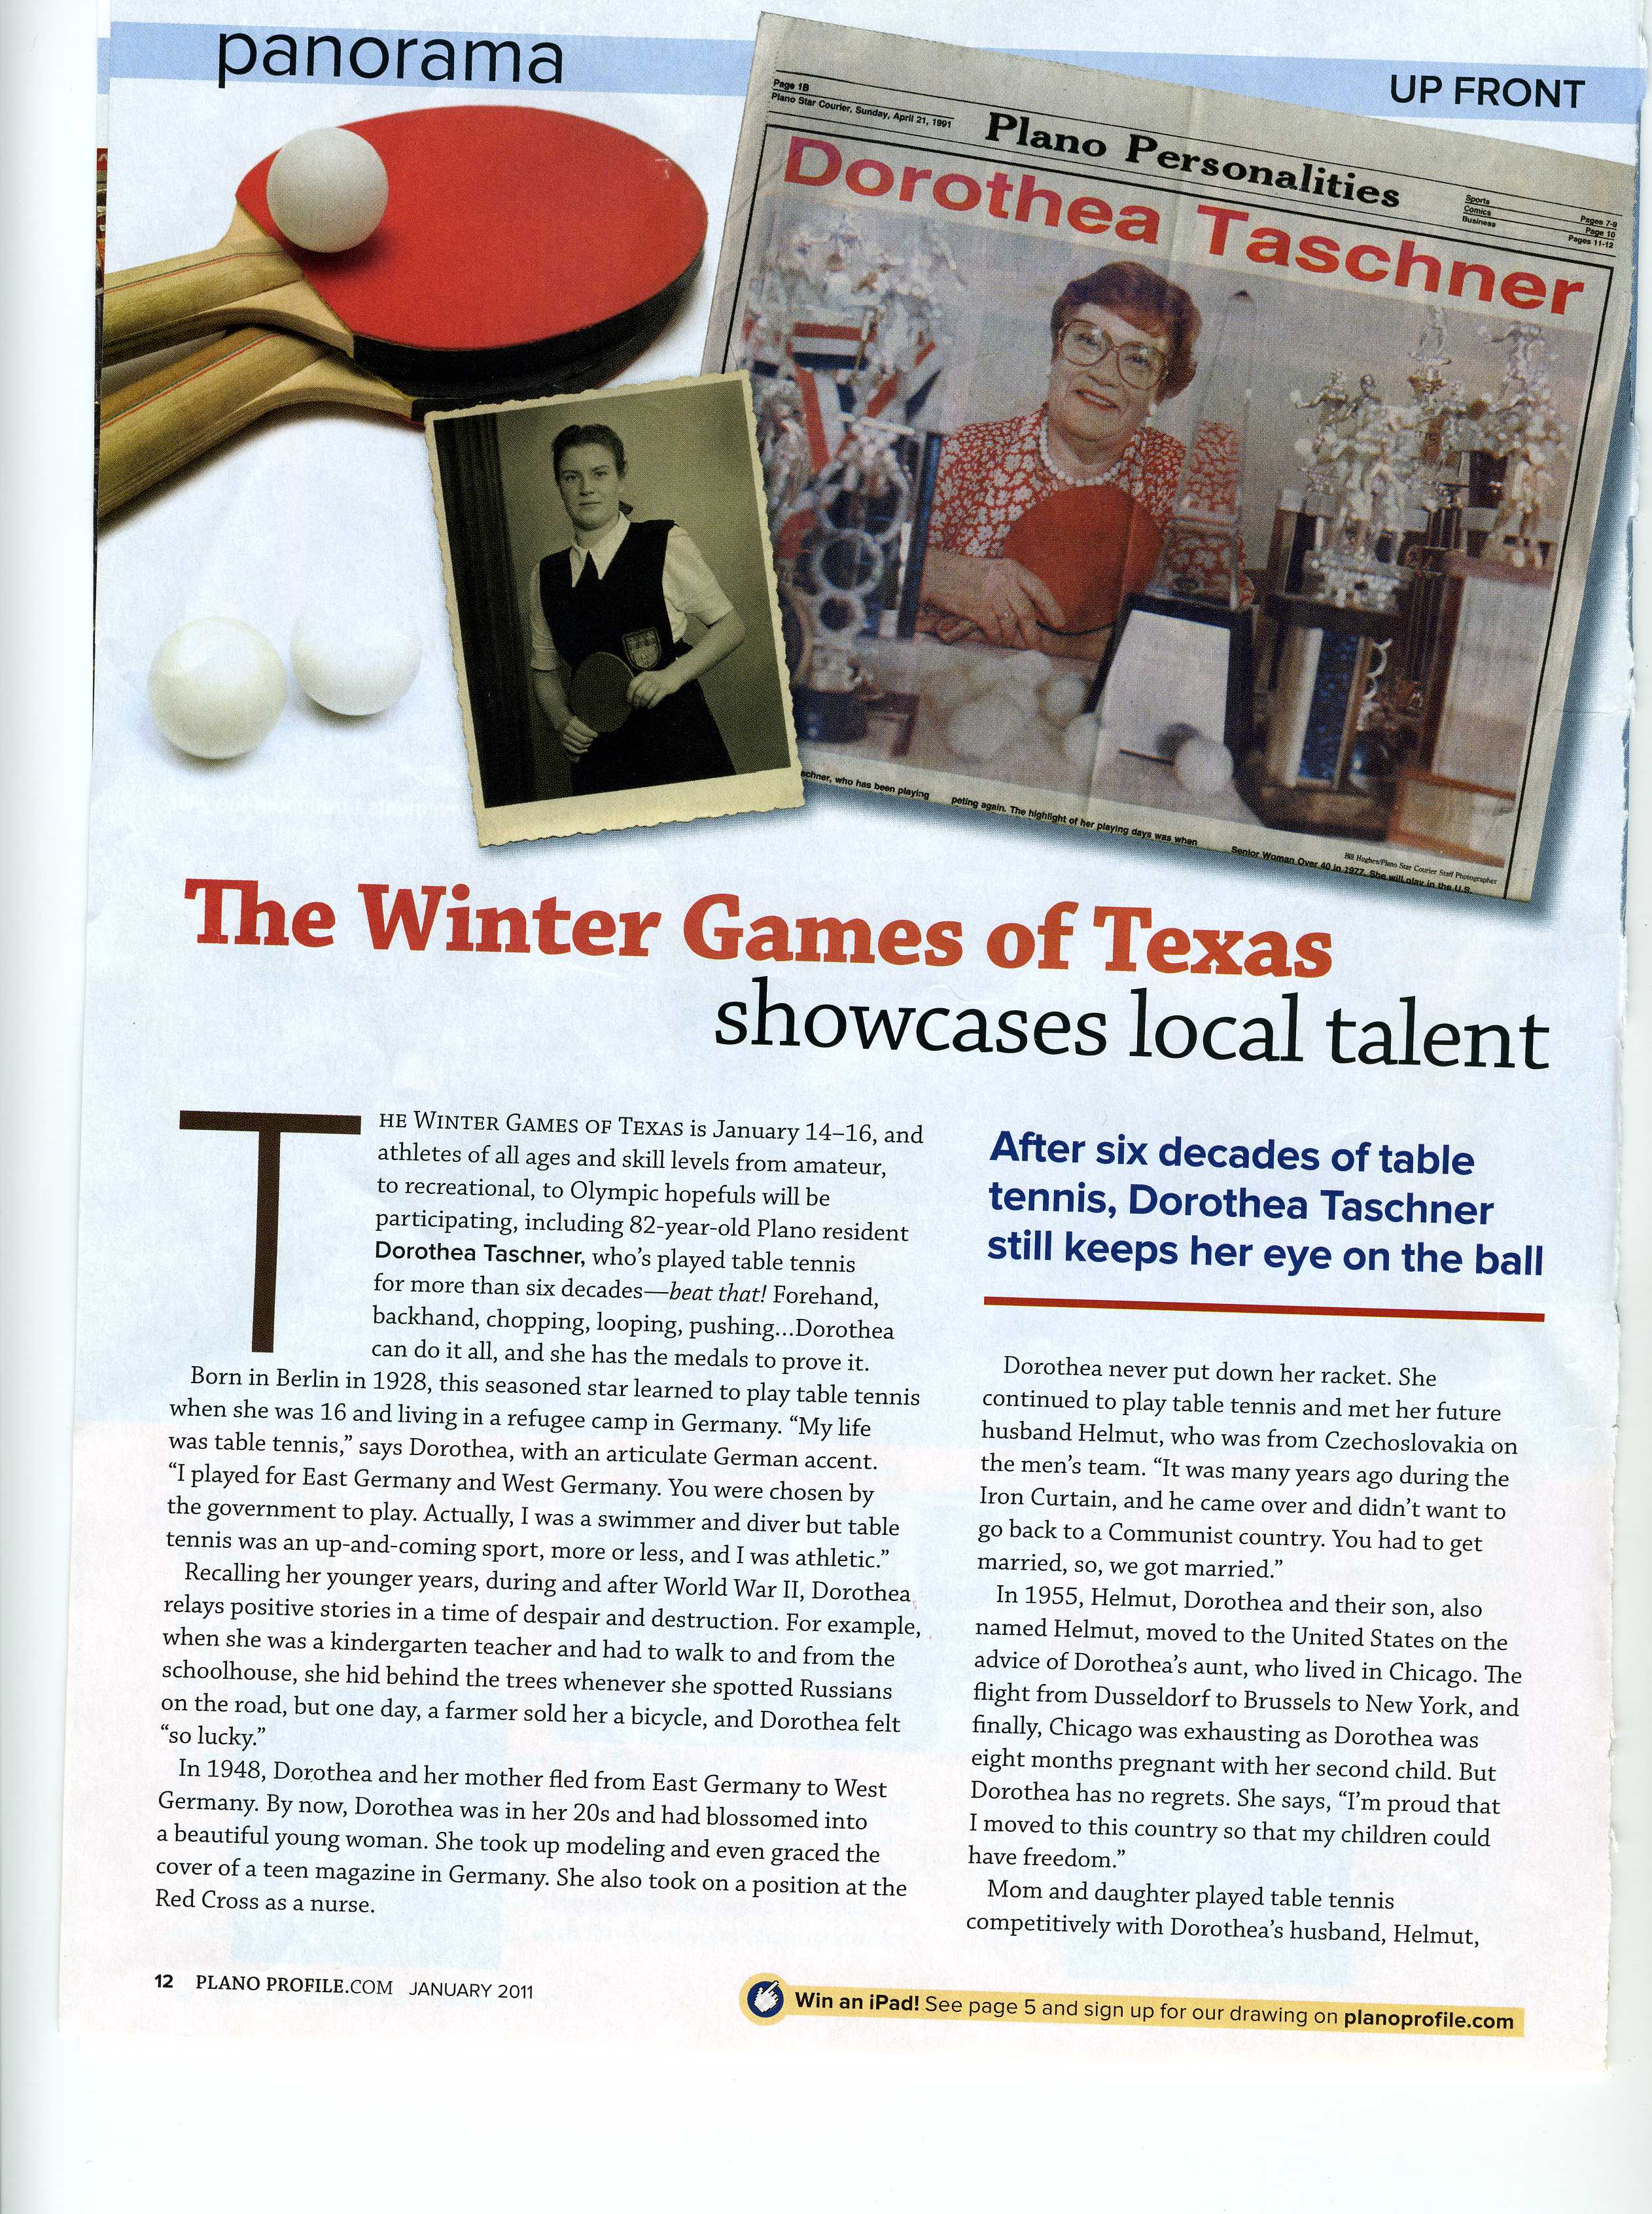 panorama
UP FRONT
Page 1B
Plano Star Courier, Sunday, April 21, 1991
Plano Personalities
Sports Pages 7-9
Comics Page 10
Business Pages 11-12
Dorothea Taschner
schner, who has been playing
peting again. The highlight of her playing days was when
Bill Hughes/Plano Star Courier Staff Photographer
Senior Woman Over 40 in 1977. She will play in the U.S.
The Winter Games of Texas
showcases local talent
THE WINTER GAMES OF TEXAS is January 14–16, and
athletes of all ages and skill levels from amateur,
to recreational, to Olympic hopefuls will be
participating, including 82-year-old Plano resident
Dorothea Taschner, who's played table tennis
for more than six decades—beat that! Forehand,
backhand, chopping, looping, pushing...Dorothea
can do it all, and she has the medals to prove it.
Born in Berlin in 1928, this seasoned star learned to play table tennis
when she was 16 and living in a refugee camp in Germany. “My life
was table tennis,” says Dorothea, with an articulate German accent.
“I played for East Germany and West Germany. You were chosen by
the government to play. Actually, I was a swimmer and diver but table
tennis was an up-and-coming sport, more or less, and I was athletic.”
Recalling her younger years, during and after World War II, Dorothea
relays positive stories in a time of despair and destruction. For example,
when she was a kindergarten teacher and had to walk to and from the
schoolhouse, she hid behind the trees whenever she spotted Russians
on the road, but one day, a farmer sold her a bicycle, and Dorothea felt
“so lucky.”
In 1948, Dorothea and her mother fled from East Germany to West
Germany. By now, Dorothea was in her 20s and had blossomed into
a beautiful young woman. She took up modeling and even graced the
cover of a teen magazine in Germany. She also took on a position at the
Red Cross as a nurse.
After six decades of table
tennis, Dorothea Taschner
still keeps her eye on the ball
Dorothea never put down her racket. She
continued to play table tennis and met her future
husband Helmut, who was from Czechoslovakia on
the men's team. “It was many years ago during the
Iron Curtain, and he came over and didn't want to
go back to a Communist country. You had to get
married, so, we got married.”
In 1955, Helmut, Dorothea and their son, also
named Helmut, moved to the United States on the
advice of Dorothea's aunt, who lived in Chicago. The
flight from Dusseldorf to Brussels to New York, and
finally, Chicago was exhausting as Dorothea was
eight months pregnant with her second child. But
Dorothea has no regrets. She says, “I'm proud that
I moved to this country so that my children could
have freedom.”
Mom and daughter played table tennis
competitively with Dorothea's husband, Helmut,
12 PLANO PROFILE.COM JANUARY 2011
Win an iPad! See page 5 and sign up for our drawing on planoprofile.com